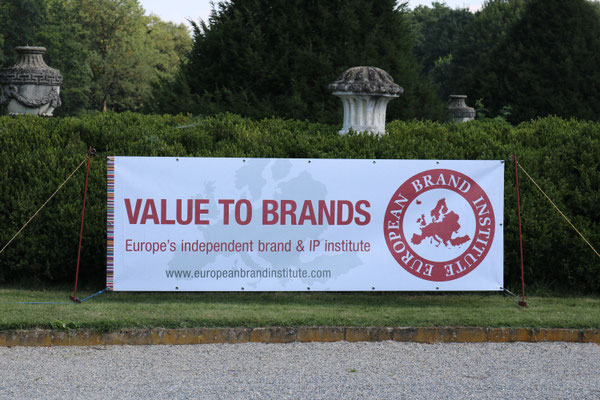 VALUE TO BRANDS
Europe's independent brand & IP institute
www.europeanbrandinstitute.com
EUROPEAN BRAND INSTITUTE